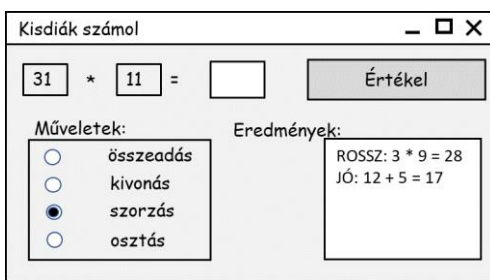 Kisdiák számol
31 * 11 = Értékel
Műveletek:
összeadás
kivonás
szorzás
osztás
Eredmények:
ROSSZ: 3 * 9 = 28
JÓ: 12 + 5 = 17